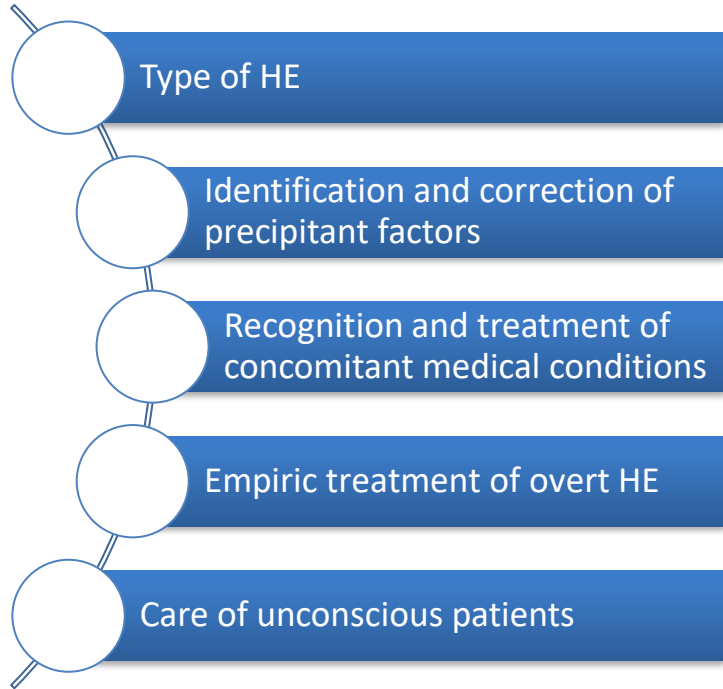 Type of HE
Identification and correction of
precipitant factors
Recognition and treatment of
concomitant medical conditions
Empiric treatment of overt HE
Care of unconscious patients